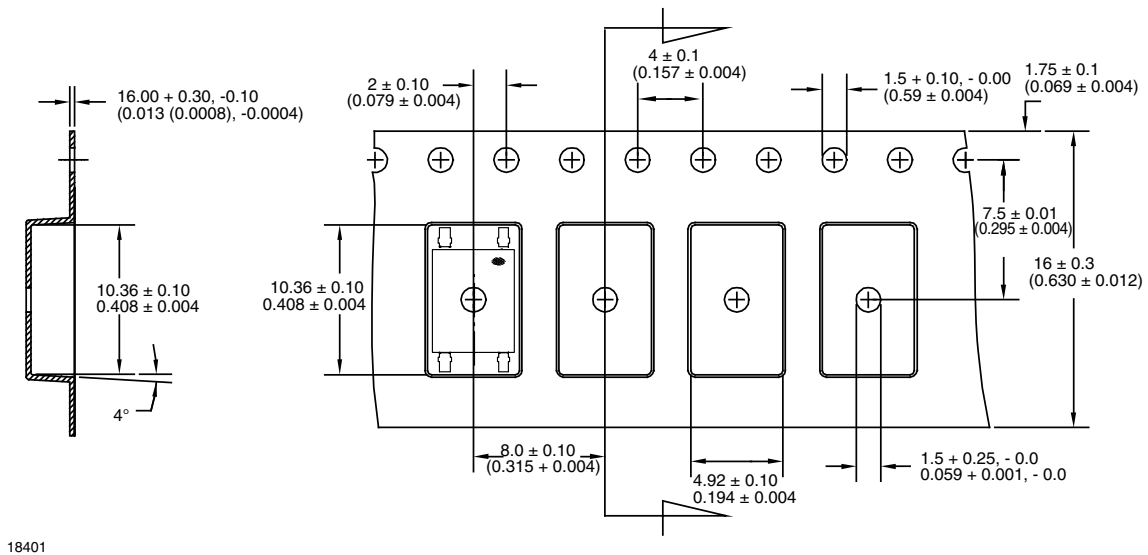 4 ± 0.1
(0.157 ± 0.004)
2 ± 0.10
(0.079 ± 0.004)
1.5 + 0.10, - 0.00
(0.59 ± 0.004)
1.75 ± 0.1
(0.069 ± 0.004)
16.00 + 0.30, -0.10
(0.013 (0.0008), -0.0004)
7.5 ± 0.01
(0.295 ± 0.004)
16 ± 0.3
(0.630 ± 0.012)
10.36 ± 0.10
0.408 ± 0.004
10.36 ± 0.10
0.408 ± 0.004
4°
8.0 ± 0.10
(0.315 + 0.004)
4.92 ± 0.10
0.194 ± 0.004
1.5 + 0.25, - 0.0
0.059 + 0.001, - 0.0
18401